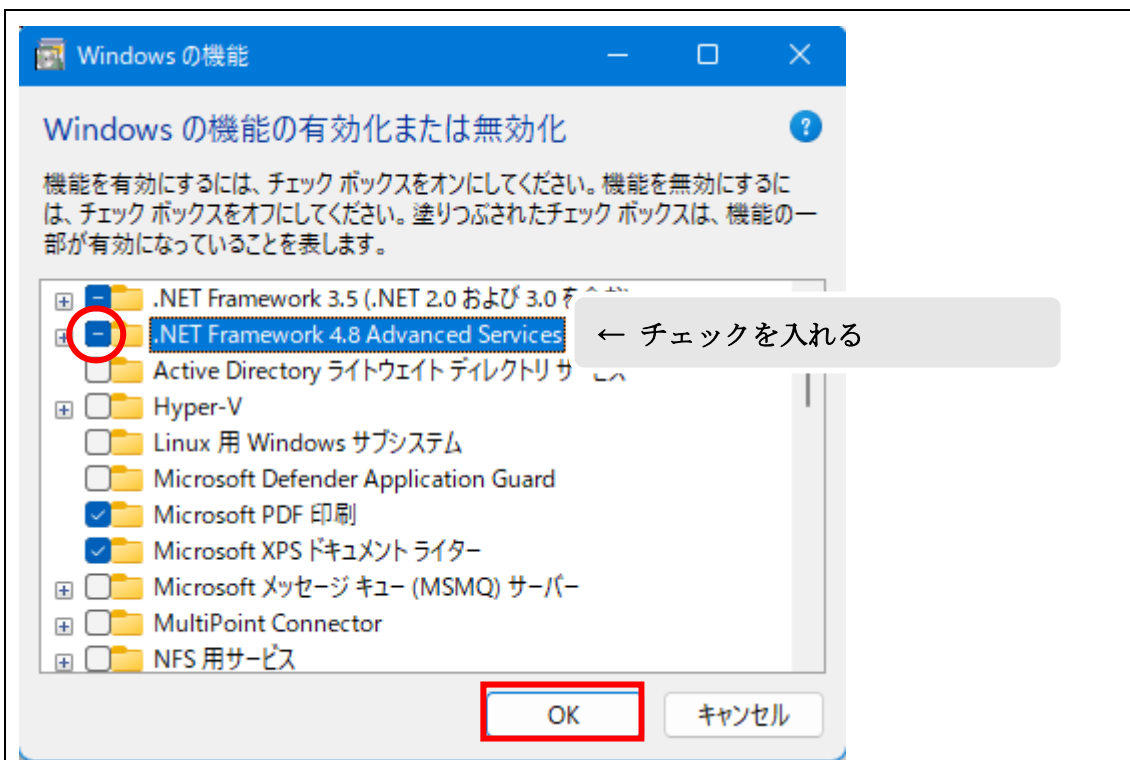 Windows の機能
Windows の機能の有効化または無効化
機能を有効にするには、チェック ボックスをオンにしてください。機能を無効にするに
は、チェック ボックスをオフにしてください。塗りつぶされたチェック ボックスは、機能の一
部が有効になっていることを表します。
.NET Framework 3.5 (.NET 2.0 および 3.0 を
.NET Framework 4.8 Advanced Services
← チェックを入れる
Active Directory ライトウェイト ディレクトリ
Hyper-V
Linux 用 Windows サブシステム
Microsoft Defender Application Guard
Microsoft PDF 印刷
Microsoft XPS ドキュメント ライター
Microsoft メッセージ キュー (MSMQ) サーバー
MultiPoint Connector
NFS 用サービス
OK
キャンセル